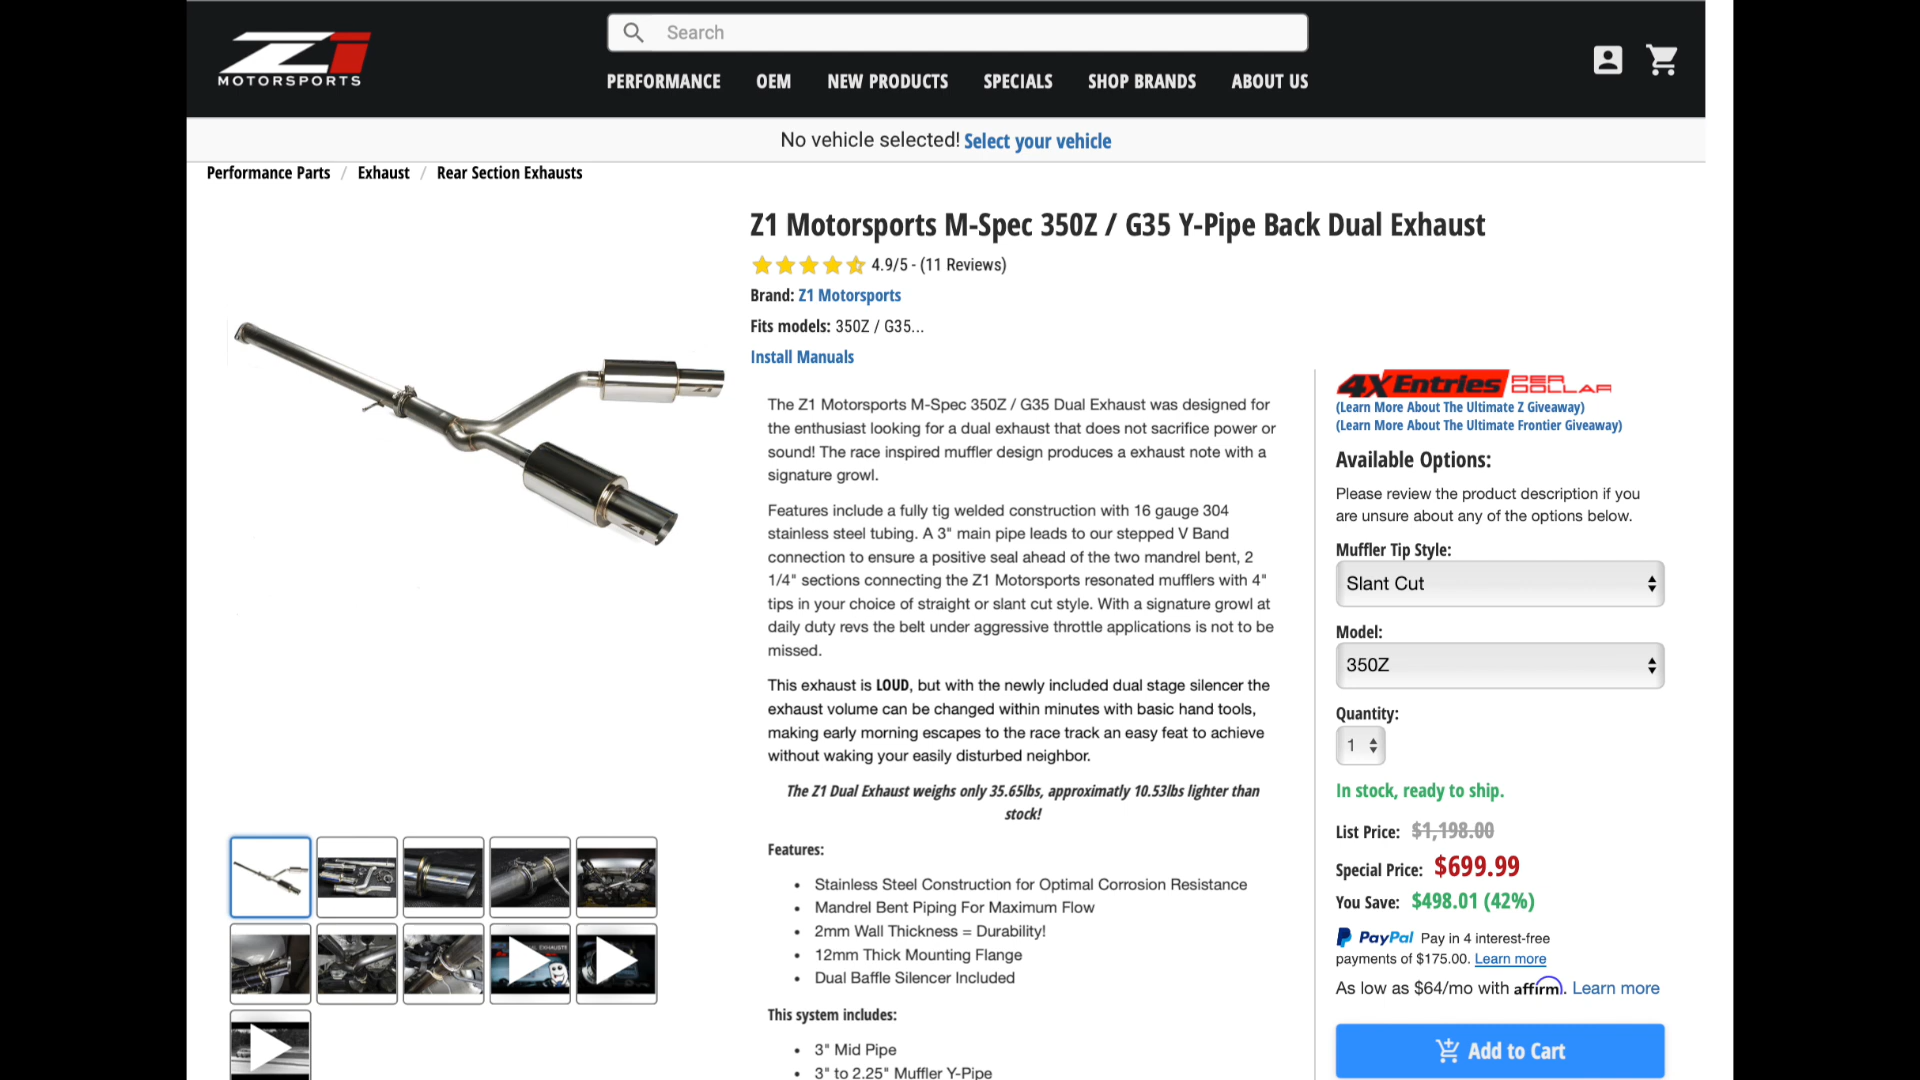 Z1
MOTORSPORTS
Search
PERFORMANCE OEM NEW PRODUCTS SPECIALS SHOP BRANDS ABOUT US
No vehicle selected! Select your vehicle
Performance Parts / Exhaust / Rear Section Exhausts
Z1 Motorsports M-Spec 350Z / G35 Y-Pipe Back Dual Exhaust
4.9/5 - (11 Reviews)
Brand: Z1 Motorsports
Fits models: 350Z / G35...
Install Manuals
The Z1 Motorsports M-Spec 350Z / G35 Dual Exhaust was designed for
the enthusiast looking for a dual exhaust that does not sacrifice power or
sound! The race inspired muffler design produces a exhaust note with a
signature growl.
Features include a fully tig welded construction with 16 gauge 304
stainless steel tubing. A 3" main pipe leads to our stepped V Band
connection to ensure a positive seal ahead of the two mandrel bent, 2
1/4" sections connecting the Z1 Motorsports resonated mufflers with 4"
tips in your choice of straight or slant cut style. With a signature growl at
daily duty revs the belt under aggressive throttle applications is not to be
missed.
This exhaust is LOUD, but with the newly included dual stage silencer the
exhaust volume can be changed within minutes with basic hand tools,
making early morning escapes to the race track an easy feat to achieve
without waking your easily disturbed neighbor.
The Z1 Dual Exhaust weighs only 35.65lbs, approximatly 10.53lbs lighter than
stock!
Features:
• Stainless Steel Construction for Optimal Corrosion Resistance
• Mandrel Bent Piping For Maximum Flow
• 2mm Wall Thickness = Durability!
• 12mm Thick Mounting Flange
• Dual Baffle Silencer Included
This system includes:
• 3" Mid Pipe
• 3" to 2.25" Muffler Y-Pipe
4X Entries PER DOLLAR
(Learn More About The Ultimate Z Giveaway)
(Learn More About The Ultimate Frontier Giveaway)
Available Options:
Please review the product description if you
are unsure about any of the options below.
Muffler Tip Style:
Slant Cut
Model:
350Z
Quantity:
1
In stock, ready to ship.
List Price: $1,198.00
Special Price: $699.99
You Save: $498.01 (42%)
PayPal Pay in 4 interest-free
payments of $175.00. Learn more
As low as $64/mo with affirm. Learn more
Add to Cart